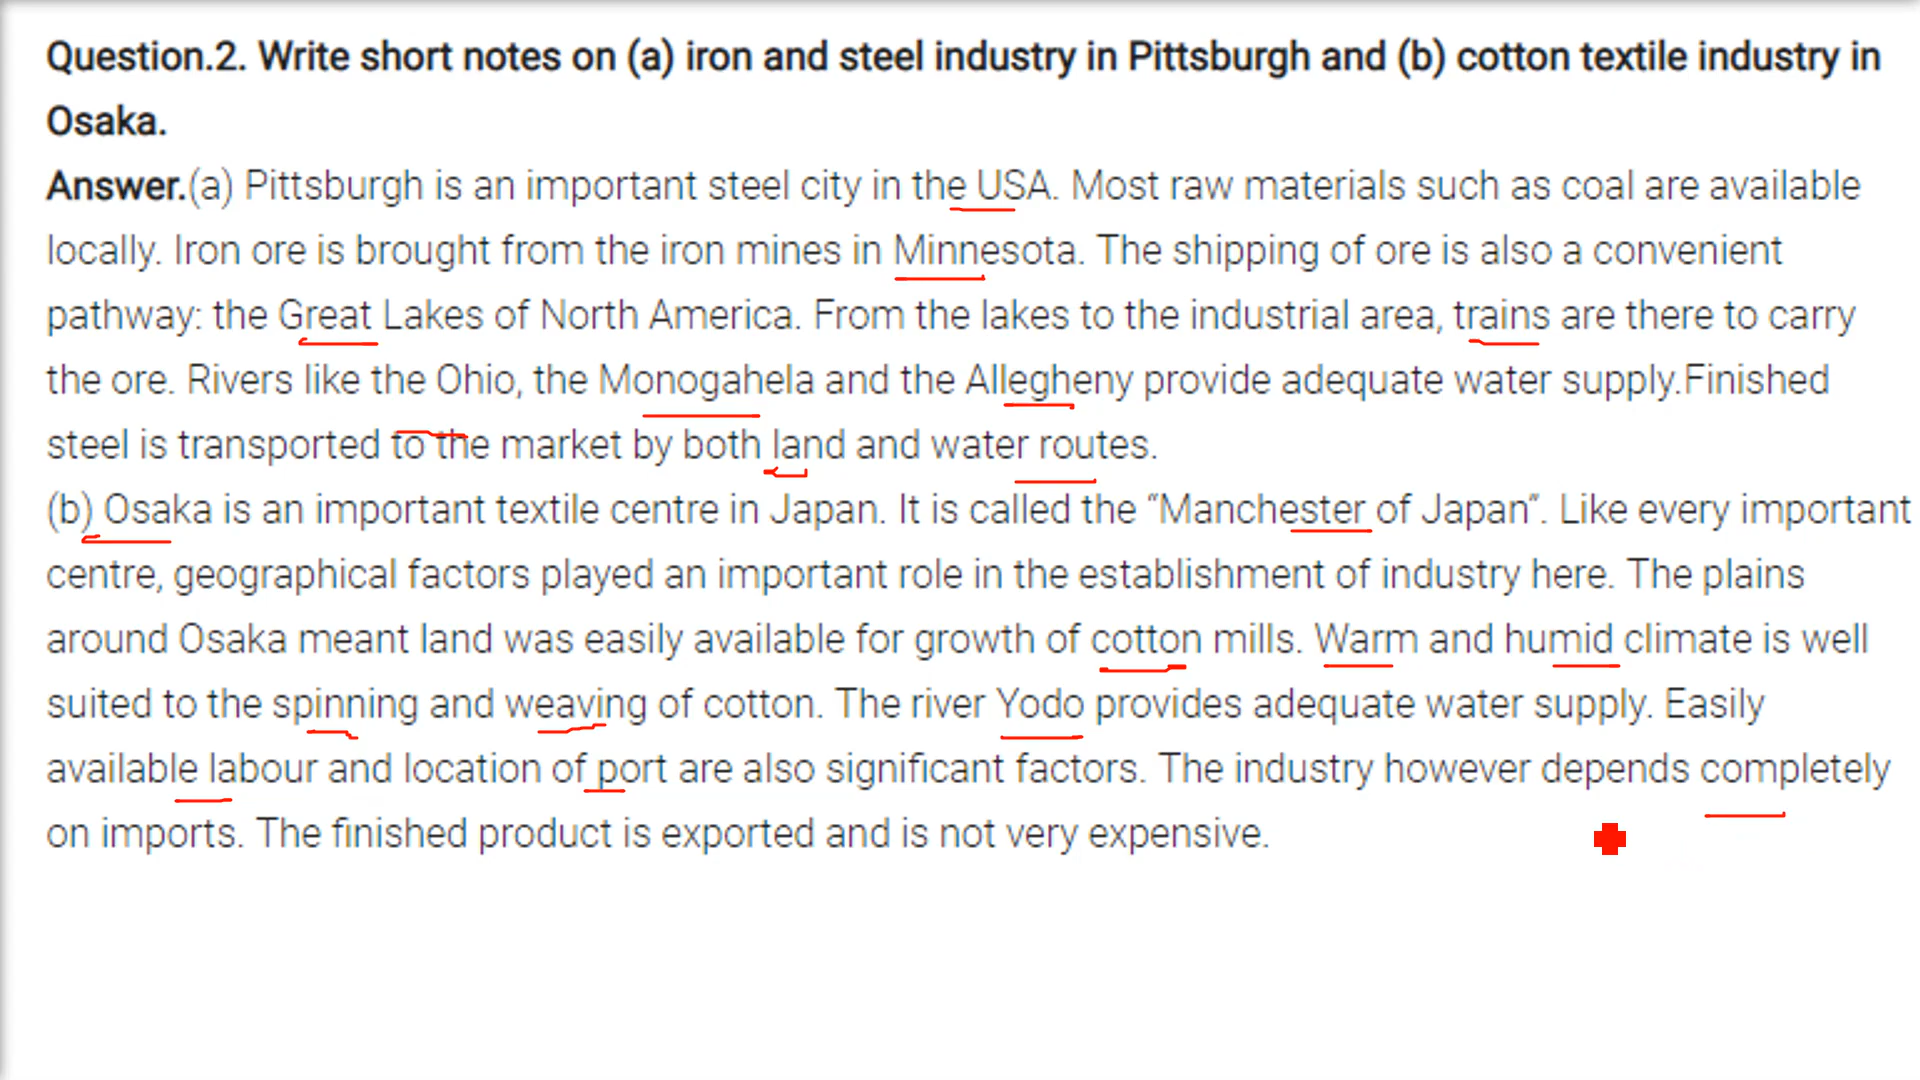 Question.2. Write short notes on (a) iron and steel industry in Pittsburgh and (b) cotton textile industry in
Osaka.
Answer.(a) Pittsburgh is an important steel city in the USA. Most raw materials such as coal are available
locally. Iron ore is brought from the iron mines in Minnesota. The shipping of ore is also a convenient
pathway: the Great Lakes of North America. From the lakes to the industrial area, trains are there to carry
the ore. Rivers like the Ohio, the Monogahela and the Allegheny provide adequate water supply.Finished
steel is transported to the market by both land and water routes.
(b) Osaka is an important textile centre in Japan. It is called the “Manchester of Japan”. Like every important
centre, geographical factors played an important role in the establishment of industry here. The plains
around Osaka meant land was easily available for growth of cotton mills. Warm and humid climate is well
suited to the spinning and weaving of cotton. The river Yodo provides adequate water supply. Easily
available labour and location of port are also significant factors. The industry however depends completely
on imports. The finished product is exported and is not very expensive.